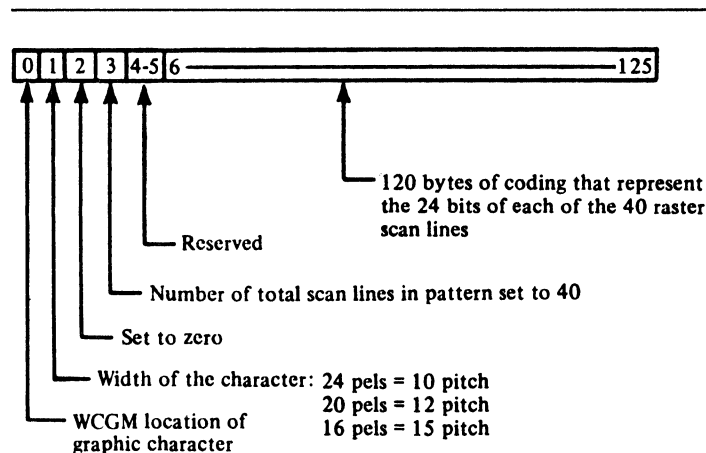 0 1 2 3 4-5 6 125
120 bytes of coding that represent
the 24 bits of each of the 40 raster
scan lines
Reserved
Number of total scan lines in pattern set to 40
Set to zero
Width of the character: 24 pels = 10 pitch
20 pels = 12 pitch
16 pels = 15 pitch
WCGM location of
graphic character